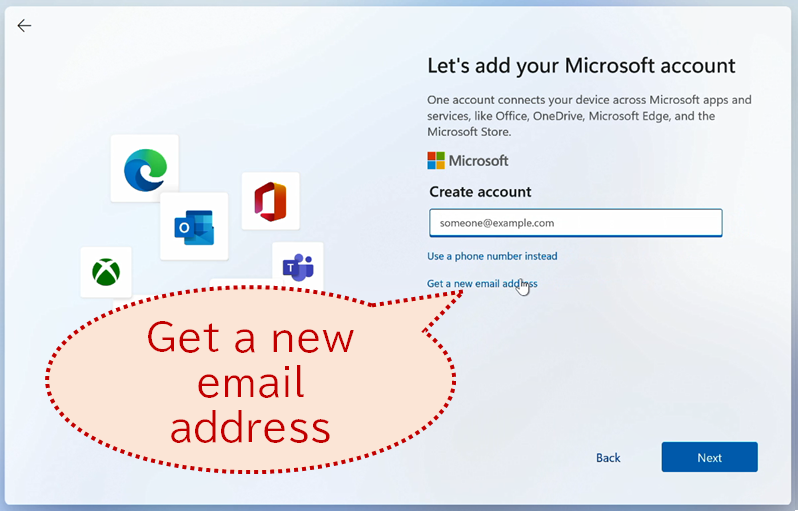 Let's add your Microsoft account
One account connects your device across Microsoft apps and
services, like Office, OneDrive, Microsoft Edge, and the
Microsoft Store.
Microsoft
Create account
someone@example.com
Use a phone number instead
Get a new email address
Get a new
email
address
Back
Next